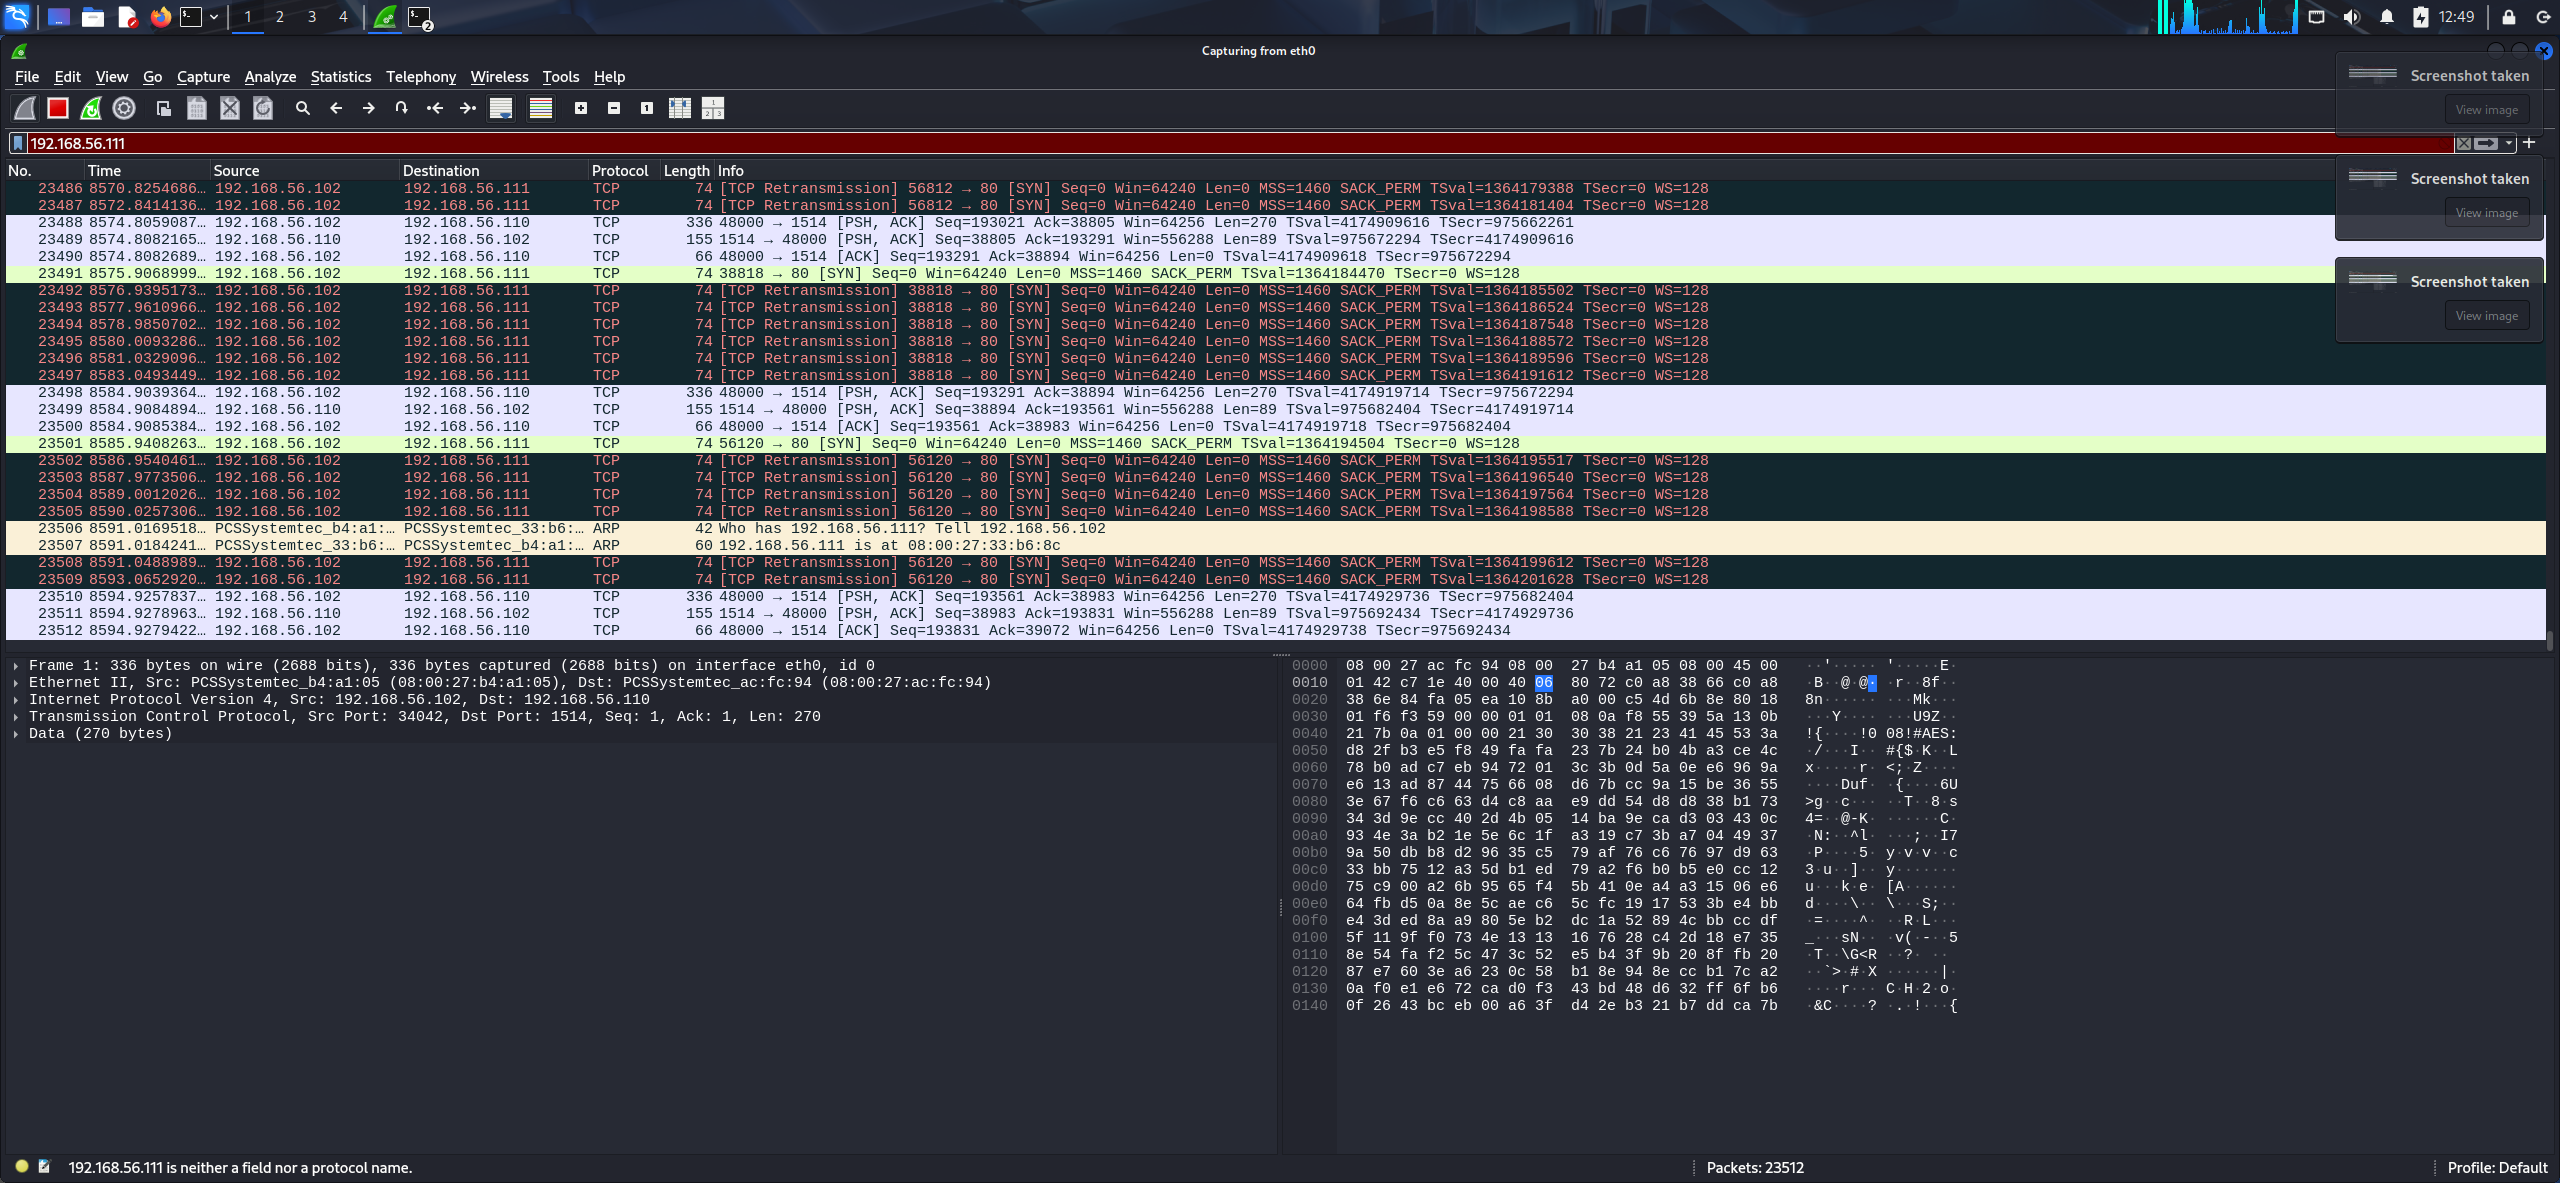 1 2 3 4 2 12:49
Capturing from eth0
File Edit View Go Capture Analyze Statistics Telephony Wireless Tools Help
Screenshot taken
View image
Screenshot taken
View image
Screenshot taken
View image
192.168.56.111
No. Time Source Destination Protocol Length Info
23486 8570.8254686… 192.168.56.102 192.168.56.111 TCP 74 [TCP Retransmission] 56812 → 80 [SYN] Seq=0 Win=64240 Len=0 MSS=1460 SACK_PERM TSval=1364179388 TSecr=0 WS=128
23487 8572.8414136… 192.168.56.102 192.168.56.111 TCP 74 [TCP Retransmission] 56812 → 80 [SYN] Seq=0 Win=64240 Len=0 MSS=1460 SACK_PERM TSval=1364181404 TSecr=0 WS=128
23488 8574.8059087… 192.168.56.102 192.168.56.110 TCP 336 48000 → 1514 [PSH, ACK] Seq=193021 Ack=38805 Win=64256 Len=270 TSval=4174909616 TSecr=975662261
23489 8574.8082165… 192.168.56.110 192.168.56.102 TCP 155 1514 → 48000 [PSH, ACK] Seq=38805 Ack=193291 Win=556288 Len=89 TSval=975672294 TSecr=4174909616
23490 8574.8082689… 192.168.56.102 192.168.56.110 TCP 66 48000 → 1514 [ACK] Seq=193291 Ack=38894 Win=64256 Len=0 TSval=4174909618 TSecr=975672294
23491 8575.9068999… 192.168.56.102 192.168.56.111 TCP 74 38818 → 80 [SYN] Seq=0 Win=64240 Len=0 MSS=1460 SACK_PERM TSval=1364184470 TSecr=0 WS=128
23492 8576.9395173… 192.168.56.102 192.168.56.111 TCP 74 [TCP Retransmission] 38818 → 80 [SYN] Seq=0 Win=64240 Len=0 MSS=1460 SACK_PERM TSval=1364185502 TSecr=0 WS=128
23493 8577.9610966… 192.168.56.102 192.168.56.111 TCP 74 [TCP Retransmission] 38818 → 80 [SYN] Seq=0 Win=64240 Len=0 MSS=1460 SACK_PERM TSval=1364186524 TSecr=0 WS=128
23494 8578.9850702… 192.168.56.102 192.168.56.111 TCP 74 [TCP Retransmission] 38818 → 80 [SYN] Seq=0 Win=64240 Len=0 MSS=1460 SACK_PERM TSval=1364187548 TSecr=0 WS=128
23495 8580.0093286… 192.168.56.102 192.168.56.111 TCP 74 [TCP Retransmission] 38818 → 80 [SYN] Seq=0 Win=64240 Len=0 MSS=1460 SACK_PERM TSval=1364188572 TSecr=0 WS=128
23496 8581.0329096… 192.168.56.102 192.168.56.111 TCP 74 [TCP Retransmission] 38818 → 80 [SYN] Seq=0 Win=64240 Len=0 MSS=1460 SACK_PERM TSval=1364189596 TSecr=0 WS=128
23497 8583.0493449… 192.168.56.102 192.168.56.111 TCP 74 [TCP Retransmission] 38818 → 80 [SYN] Seq=0 Win=64240 Len=0 MSS=1460 SACK_PERM TSval=1364191612 TSecr=0 WS=128
23498 8584.9039364… 192.168.56.102 192.168.56.110 TCP 336 48000 → 1514 [PSH, ACK] Seq=193291 Ack=38894 Win=64256 Len=270 TSval=4174919714 TSecr=975672294
23499 8584.9084894… 192.168.56.110 192.168.56.102 TCP 155 1514 → 48000 [PSH, ACK] Seq=38894 Ack=193561 Win=556288 Len=89 TSval=975682404 TSecr=4174919714
23500 8584.9085384… 192.168.56.102 192.168.56.110 TCP 66 48000 → 1514 [ACK] Seq=193561 Ack=38983 Win=64256 Len=0 TSval=4174919718 TSecr=975682404
23501 8585.9408263… 192.168.56.102 192.168.56.111 TCP 74 56120 → 80 [SYN] Seq=0 Win=64240 Len=0 MSS=1460 SACK_PERM TSval=1364194504 TSecr=0 WS=128
23502 8586.9540461… 192.168.56.102 192.168.56.111 TCP 74 [TCP Retransmission] 56120 → 80 [SYN] Seq=0 Win=64240 Len=0 MSS=1460 SACK_PERM TSval=1364195517 TSecr=0 WS=128
23503 8587.9773506… 192.168.56.102 192.168.56.111 TCP 74 [TCP Retransmission] 56120 → 80 [SYN] Seq=0 Win=64240 Len=0 MSS=1460 SACK_PERM TSval=1364196540 TSecr=0 WS=128
23504 8589.0012026… 192.168.56.102 192.168.56.111 TCP 74 [TCP Retransmission] 56120 → 80 [SYN] Seq=0 Win=64240 Len=0 MSS=1460 SACK_PERM TSval=1364197564 TSecr=0 WS=128
23505 8590.0257306… 192.168.56.102 192.168.56.111 TCP 74 [TCP Retransmission] 56120 → 80 [SYN] Seq=0 Win=64240 Len=0 MSS=1460 SACK_PERM TSval=1364198588 TSecr=0 WS=128
23506 8591.0169518… PCSSystemtec_b4:a1:… PCSSystemtec_33:b6:… ARP 42 Who has 192.168.56.111? Tell 192.168.56.102
23507 8591.0184241… PCSSystemtec_33:b6:… PCSSystemtec_b4:a1:… ARP 60 192.168.56.111 is at 08:00:27:33:b6:8c
23508 8591.0488989… 192.168.56.102 192.168.56.111 TCP 74 [TCP Retransmission] 56120 → 80 [SYN] Seq=0 Win=64240 Len=0 MSS=1460 SACK_PERM TSval=1364199612 TSecr=0 WS=128
23509 8593.0652920… 192.168.56.102 192.168.56.111 TCP 74 [TCP Retransmission] 56120 → 80 [SYN] Seq=0 Win=64240 Len=0 MSS=1460 SACK_PERM TSval=1364201628 TSecr=0 WS=128
23510 8594.9257837… 192.168.56.102 192.168.56.110 TCP 336 48000 → 1514 [PSH, ACK] Seq=193561 Ack=38983 Win=64256 Len=270 TSval=4174929736 TSecr=975682404
23511 8594.9278963… 192.168.56.110 192.168.56.102 TCP 155 1514 → 48000 [PSH, ACK] Seq=38983 Ack=193831 Win=556288 Len=89 TSval=975692434 TSecr=4174929736
23512 8594.9279422… 192.168.56.102 192.168.56.110 TCP 66 48000 → 1514 [ACK] Seq=193831 Ack=39072 Win=64256 Len=0 TSval=4174929738 TSecr=975692434
Frame 1: 336 bytes on wire (2688 bits), 336 bytes captured (2688 bits) on interface eth0, id 0
Ethernet II, Src: PCSSystemtec_b4:a1:05 (08:00:27:b4:a1:05), Dst: PCSSystemtec_ac:fc:94 (08:00:27:ac:fc:94)
Internet Protocol Version 4, Src: 192.168.56.102, Dst: 192.168.56.110
Transmission Control Protocol, Src Port: 34042, Dst Port: 1514, Seq: 1, Ack: 1, Len: 270
Data (270 bytes)
0000 08 00 27 ac fc 94 08 00 27 b4 a1 05 08 00 45 00 ··'····· '·····E·
0010 01 42 c7 1e 40 00 40 06 80 72 c0 a8 38 66 c0 a8 ·B··@·@· ·r··8f··
0020 38 6e 84 fa 05 ea 10 8b a0 00 c5 4d 6b 8e 80 18 8n······ ···Mk···
0030 01 f6 f3 59 00 00 01 01 08 0a f8 55 39 5a 13 0b ···Y···· ···U9Z··
0040 21 7b 0a 01 00 00 21 30 30 38 21 23 41 45 53 3a !{····!0 08!#AES:
0050 d8 2f b3 e5 f8 49 fa fa 23 7b 24 b0 4b a3 ce 4c ·/···I·· #{$·K··L
0060 78 b0 ad c7 eb 94 72 01 3c 3b 0d 5a 0e e6 96 9a x·····r· <;·Z····
0070 e6 13 ad 87 44 75 66 08 d6 7b cc 9a 15 be 36 55 ····Duf· ·{····6U
0080 3e 67 f6 c6 63 d4 c8 aa e9 dd 54 d8 d8 38 b1 73 >g··c··· ··T··8·s
0090 34 3d 9e cc 40 2d 4b 05 14 ba 9e ca d3 03 43 0c 4=··@-K· ······C·
00a0 93 4e 3a b2 1e 5e 6c 1f a3 19 c7 3b a7 04 49 37 ·N:··^l· ···;··I7
00b0 9a 50 db b8 d2 96 35 c5 79 af 76 c6 76 97 d9 63 ·P····5· y·v·v··c
00c0 33 bb 75 12 a3 5d b1 ed 79 a2 f6 b0 b5 e0 cc 12 3·u··]·· y·······
00d0 75 c9 00 a2 6b 95 65 f4 5b 41 0e a4 a3 15 06 e6 u···k·e· [A······
00e0 64 fb d5 0a 8e 5c ae c6 5c fc 19 17 53 3b e4 bb d····\·· \···S;··
00f0 e4 3d ed 8a a9 80 5e b2 dc 1a 52 89 4c bb cc df ·=····^· ··R·L···
0100 5f 11 9f f0 73 4e 13 13 16 76 28 c4 2d 18 e7 35 _···sN·· ·v(·-··5
0110 8e 54 fa f2 5c 47 3c 52 e5 b4 3f 9b 20 8f fb 20 ·T··\G<R ··?· ··
0120 87 e7 60 3e a6 23 0c 58 b1 8e 94 8e cc b1 7c a2 ··`>·#·X ······|·
0130 0a f0 e1 e6 72 ca d0 f3 43 bd 48 d6 32 ff 6f b6 ····r··· C·H·2·o·
0140 0f 26 43 bc eb 00 a6 3f d4 2e b3 21 b7 dd ca 7b ·&C····? ·.·!···{
192.168.56.111 is neither a field nor a protocol name.
Packets: 23512
Profile: Default